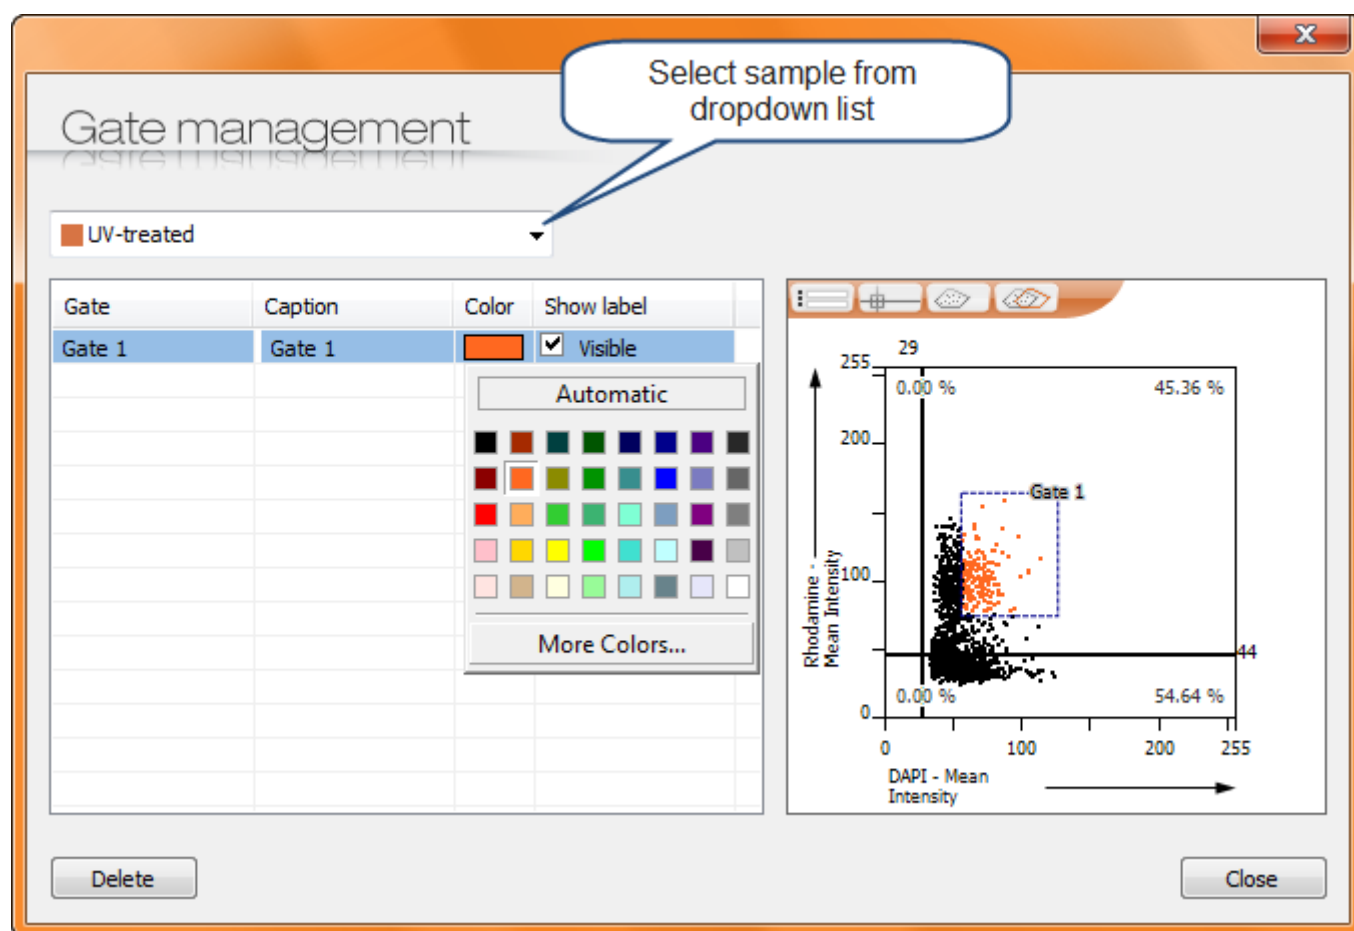 X
Select sample from
dropdown list
Gate management
UV-treated
Gate Caption Color Show label
Gate 1 Gate 1 Visible
Automatic
More Colors...
29
255
0.00 % 45.36 %
200
Gate 1
100
Rhodamine -
Mean Intensity
44
0.00 % 54.64 %
0
0 100 200 255
DAPI - Mean
Intensity
Delete Close